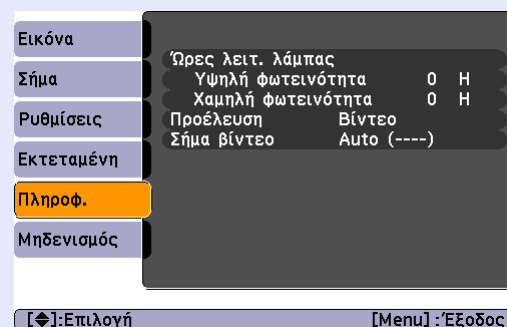 Εικόνα
Σήμα
Ρυθμίσεις
Εκτεταμένη
Πληροφ.
Μηδενισμός
Ώρες λειτ. λάμπας
Υψηλή φωτεινότητα 0 H
Χαμηλή φωτεινότητα 0 H
Προέλευση Βίντεο
Σήμα βίντεο Auto (----)
[◆]:Επιλογή [Menu] :Έξοδος